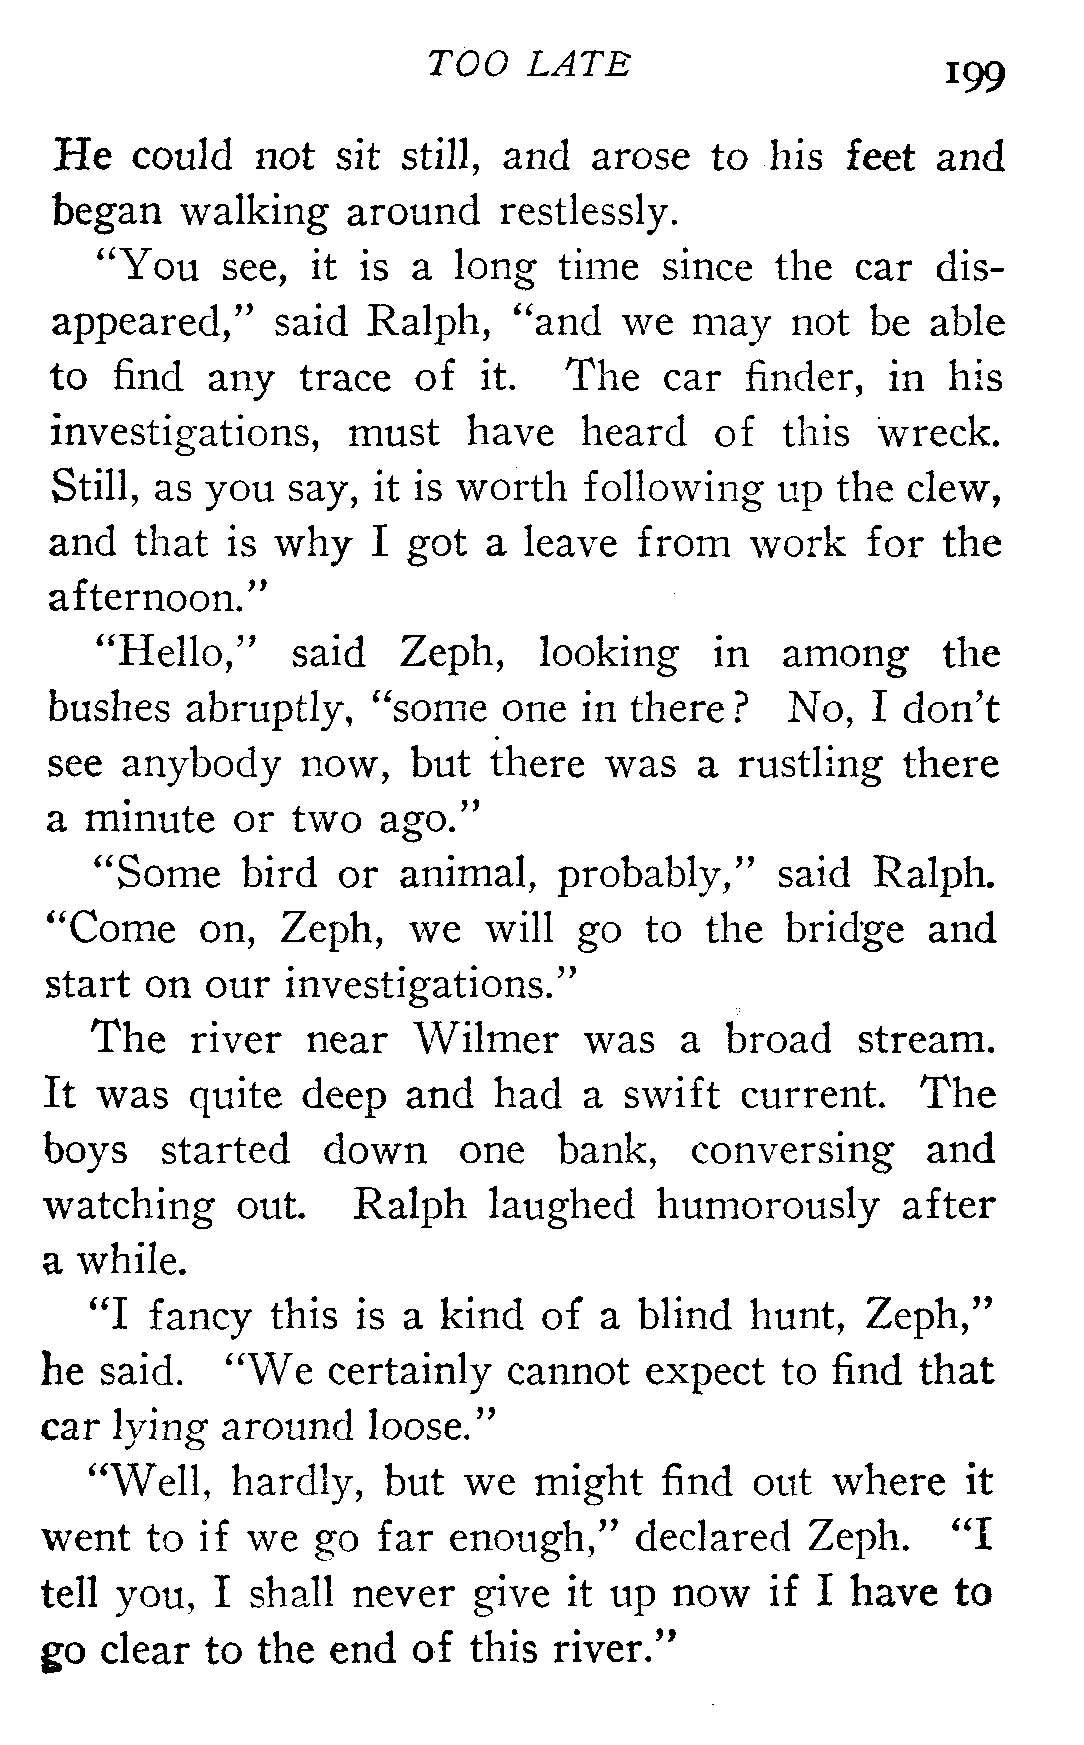 TOO LATE 199
He could not sit still, and arose to his feet and
began walking around restlessly.
“You see, it is a long time since the car dis-
appeared,” said Ralph, “and we may not be able
to find any trace of it. The car finder, in his
investigations, must have heard of this wreck.
Still, as you say, it is worth following up the clew,
and that is why I got a leave from work for the
afternoon.”
“Hello,” said Zeph, looking in among the
bushes abruptly, “some one in there? No, I don’t
see anybody now, but there was a rustling there
a minute or two ago.”
“Some bird or animal, probably,” said Ralph.
“Come on, Zeph, we will go to the bridge and
start on our investigations.”
The river near Wilmer was a broad stream.
It was quite deep and had a swift current. The
boys started down one bank, conversing and
watching out. Ralph laughed humorously after
a while.
“I fancy this is a kind of a blind hunt, Zeph,”
he said. “We certainly cannot expect to find that
car lying around loose.”
“Well, hardly, but we might find out where it
went to if we go far enough,” declared Zeph. “I
tell you, I shall never give it up now if I have to
go clear to the end of this river.”